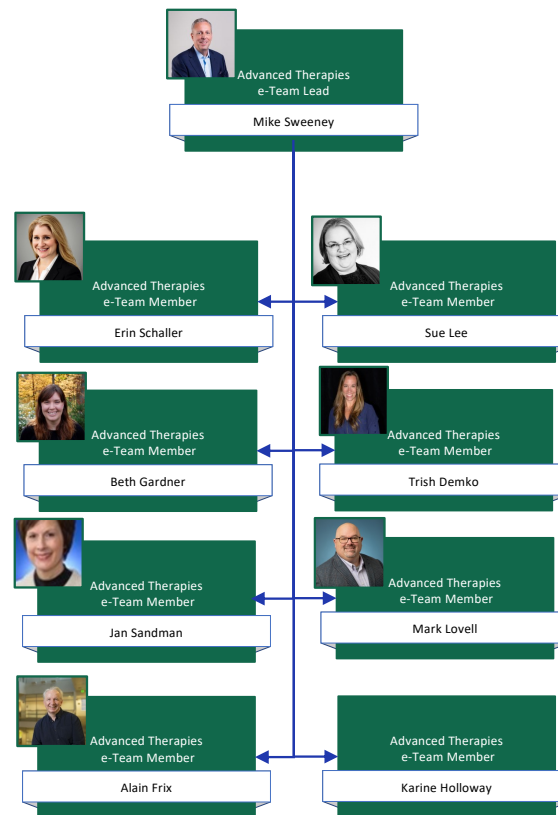 Advanced Therapies
e-Team Lead
Mike Sweeney
Advanced Therapies
e-Team Member
Erin Schaller
Advanced Therapies
e-Team Member
Sue Lee
Advanced Therapies
e-Team Member
Beth Gardner
Advanced Therapies
e-Team Member
Trish Demko
Advanced Therapies
e-Team Member
Jan Sandman
Advanced Therapies
e-Team Member
Mark Lovell
Advanced Therapies
e-Team Member
Alain Frix
Advanced Therapies
e-Team Member
Karine Holloway